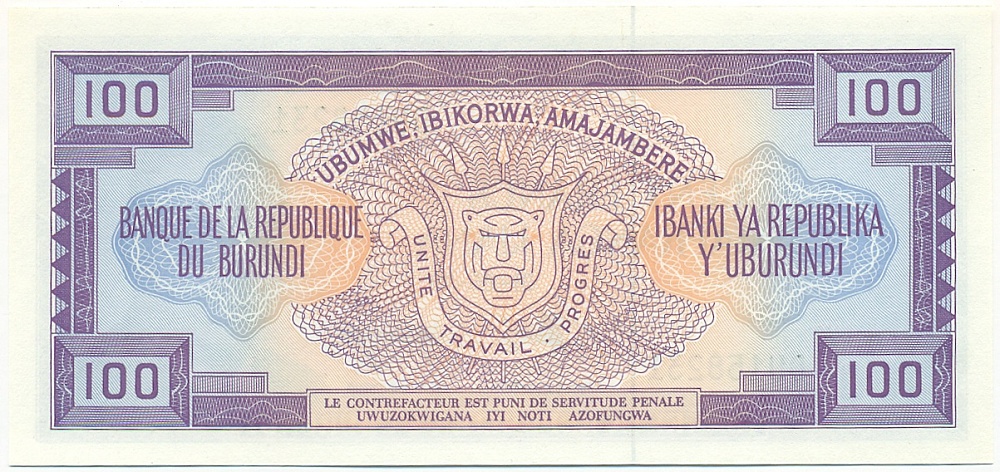 100
100
UBUMWE, IBIKORWA, AMAJAMBERE
BANQUE DE LA REPUBLIQUE
DU BURUNDI
IBANKI YA REPUBLIKA
Y'UBURUNDI
UNITE TRAVAIL . PROGRES
100
100
LE CONTREFACTEUR EST PUNI DE SERVITUDE PENALE
UWUZOKWIGANA IYI NOTI AZOFUNGWA